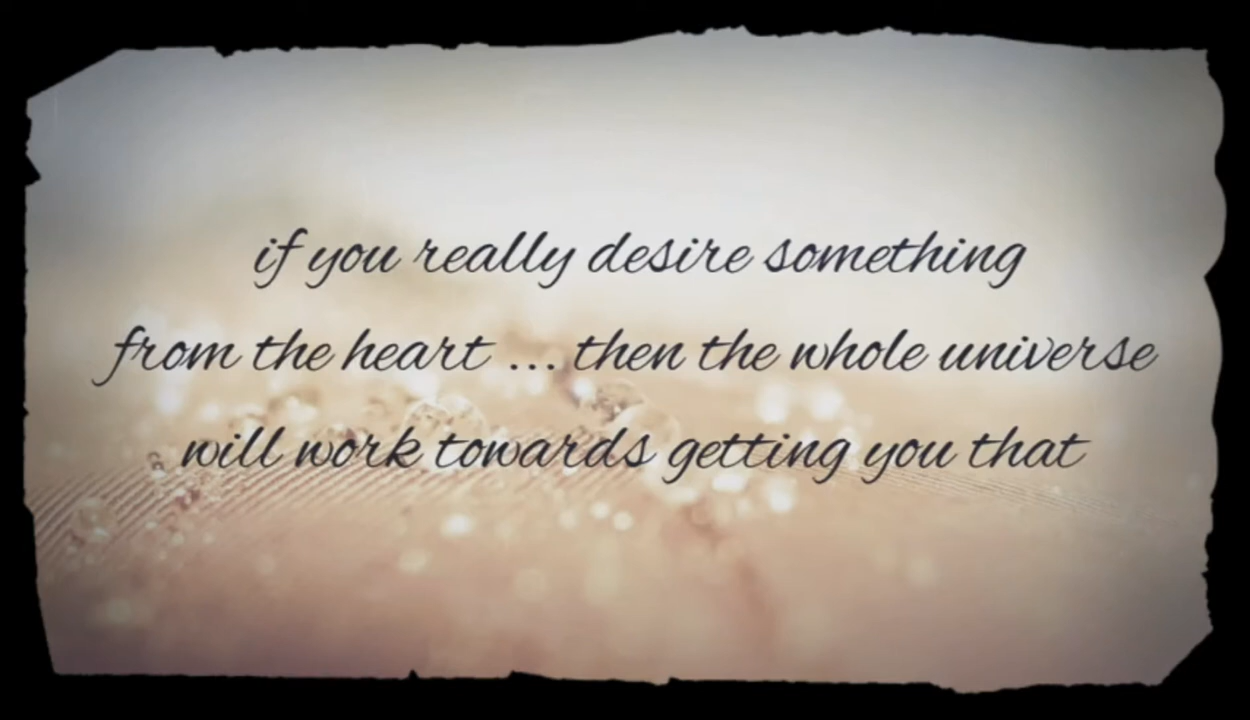 if you really desire something
from the heart ... then the whole universe
will work towards getting you that